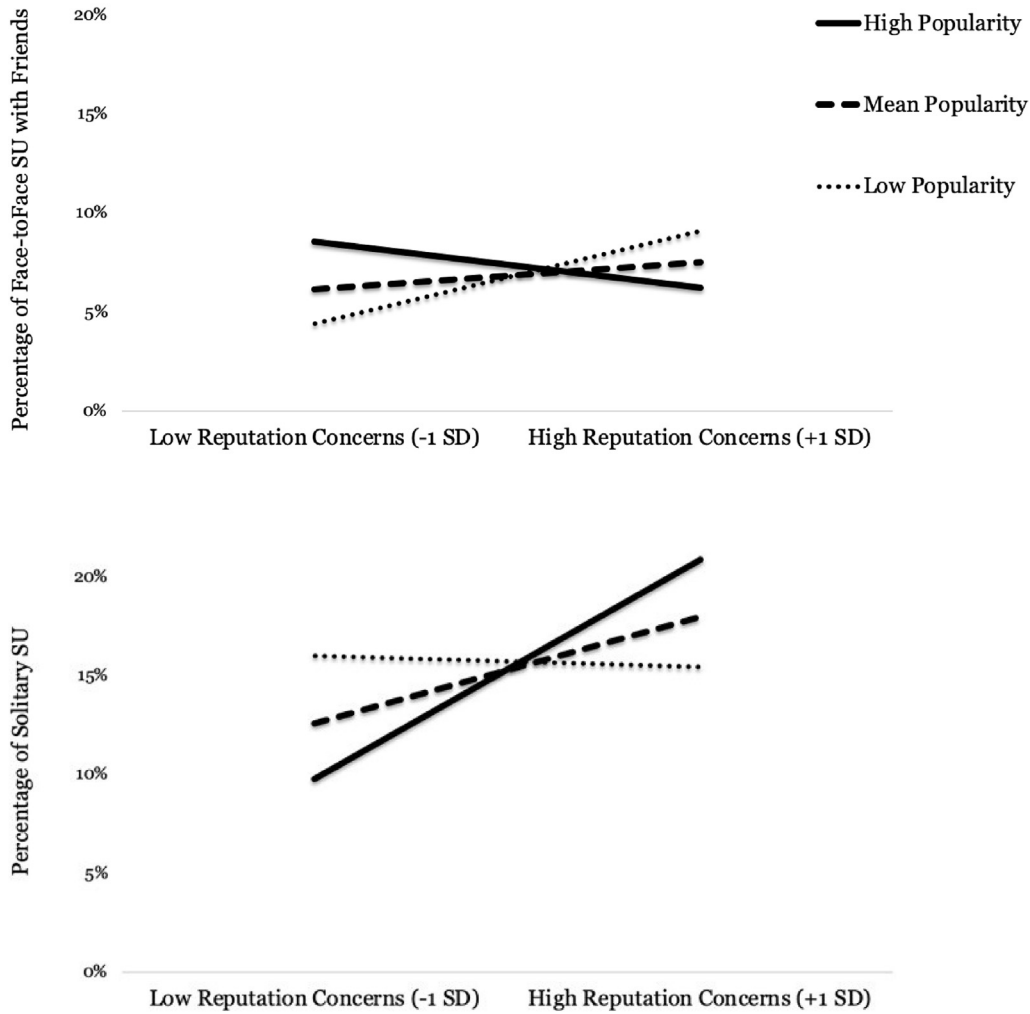 Percentage of Face-toFace SU with Friends
20%
15%
10%
5%
0%
Low Reputation Concerns (-1 SD)
High Reputation Concerns (+1 SD)
High Popularity
Mean Popularity
Low Popularity
Percentage of Solitary SU
20%
15%
10%
5%
0%
Low Reputation Concerns (-1 SD)
High Reputation Concerns (+1 SD)